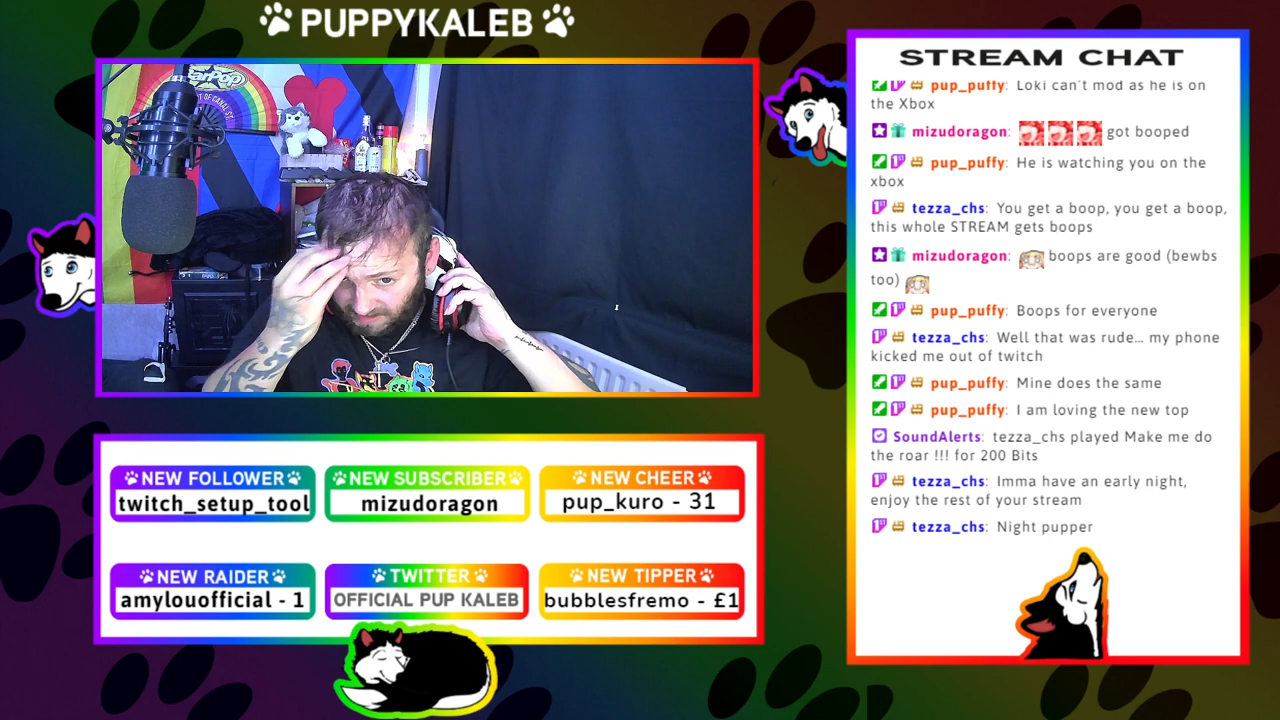 PUPPYKALEB
STREAM CHAT
pup_puffy: Loki can't mod as he is on
the Xbox
mizudoragon: got booped
pup_puffy: He is watching you on the
xbox
tezza_chs: You get a boop, you get a boop,
this whole STREAM gets boops
mizudoragon: boops are good (bewbs
too)
pup_puffy: Boops for everyone
tezza_chs: Well that was rude... my phone
kicked me out of twitch
pup_puffy: Mine does the same
pup_puffy: I am loving the new top
SoundAlerts: tezza_chs played Make me do
the roar !!! for 200 Bits
tezza_chs: Imma have an early night,
enjoy the rest of your stream
tezza_chs: Night pupper
NEW FOLLOWER
twitch_setup_tool
NEW SUBSCRIBER
mizudoragon
NEW CHEER
pup_kuro - 31
NEW RAIDER
amylouofficial - 1
TWITTER
OFFICIAL PUP KALEB
NEW TIPPER
bubblesfremo - £1